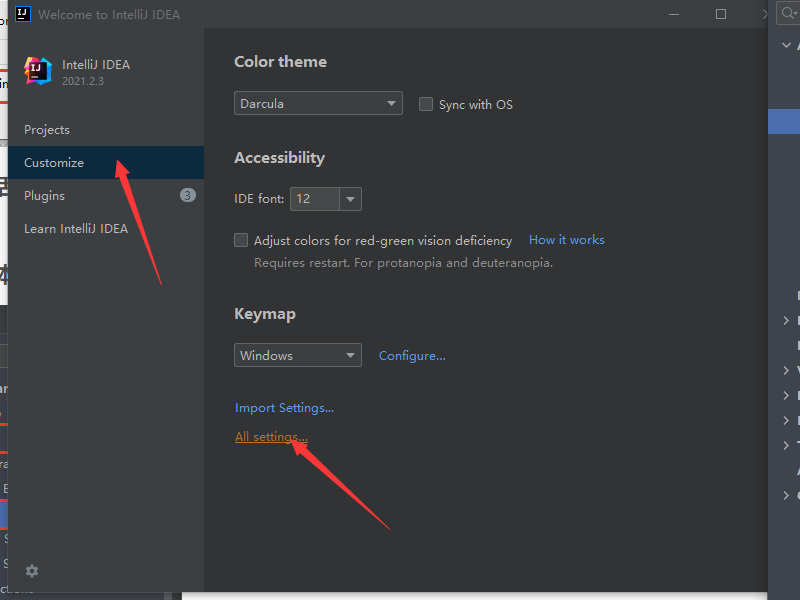 Welcome to IntelliJ IDEA
IntelliJ IDEA
2021.2.3
Projects
Customize
Plugins
3
Learn IntelliJ IDEA
Color theme
Darcula
Sync with OS
Accessibility
IDE font:
12
Adjust colors for red-green vision deficiency
How it works
Requires restart. For protanopia and deuteranopia.
Keymap
Windows
Configure...
Import Settings...
All settings...